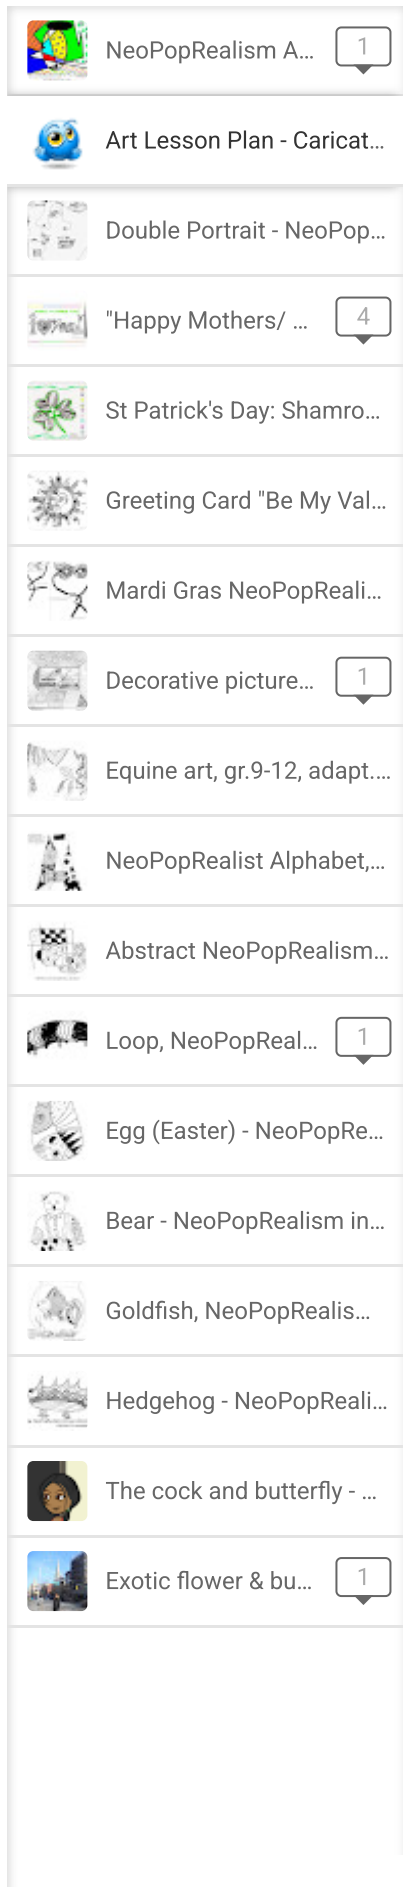 NeoPopRealism A...
1
Art Lesson Plan - Caricat...
Double Portrait - NeoPop...
"Happy Mothers/ ...
4
St Patrick's Day: Shamro...
Greeting Card "Be My Val...
Mardi Gras NeoPopReali...
Decorative picture...
1
Equine art, gr.9-12, adapt....
NeoPopRealist Alphabet,...
Abstract NeoPopRealism...
Loop, NeoPopReal...
1
Egg (Easter) - NeoPopRe...
Bear - NeoPopRealism in...
Goldfish, NeoPopRealis...
Hedgehog - NeoPopReali...
The cock and butterfly - ...
Exotic flower & bu...
1